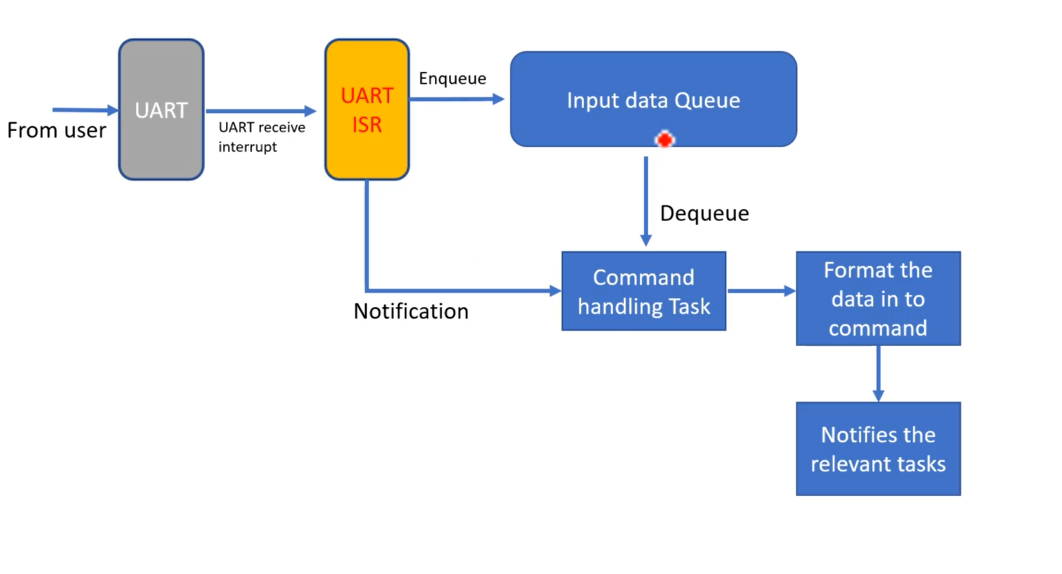 From user
UART
UART receive
interrupt
UART
ISR
Enqueue
Input data Queue
Dequeue
Notification
Command
handling Task
Format the
data in to
command
Notifies the
relevant tasks